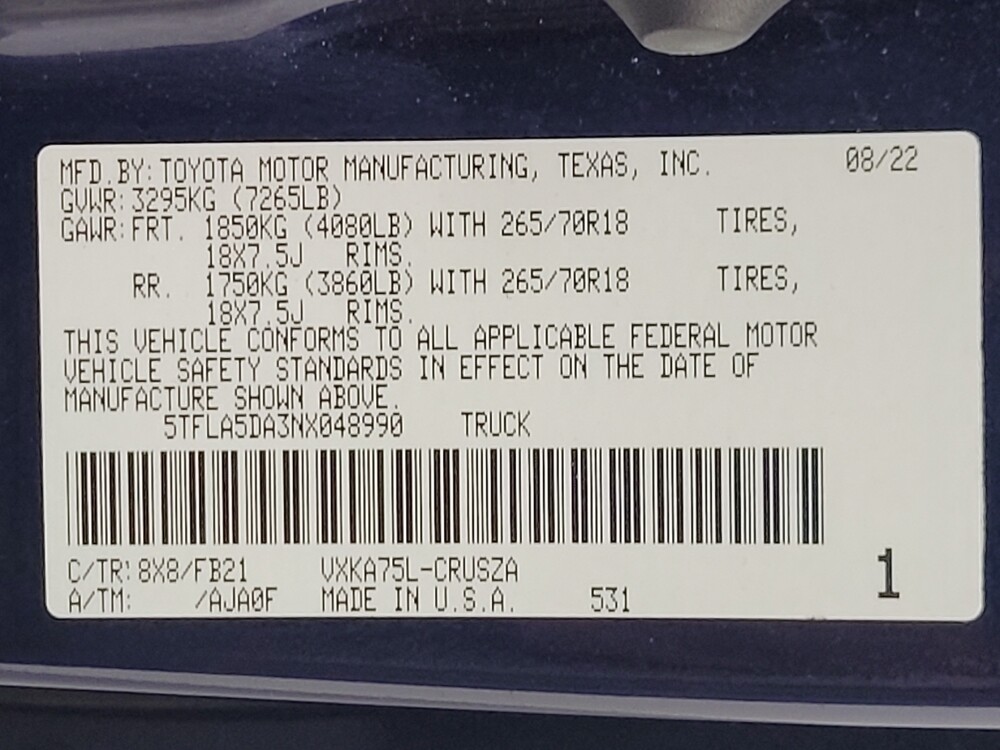 MFD.BY: TOYOTA MOTOR MANUFACTURING, TEXAS, INC. 08/22
GVWR: 3295KG (7265LB)
GAWR: FRT. 1850KG (4080LB) WITH 265/70R18 TIRES,
18X7.5J RIMS.
RR. 1750KG (3860LB) WITH 265/70R18 TIRES,
18X7.5J RIMS.
THIS VEHICLE CONFORMS TO ALL APPLICABLE FEDERAL MOTOR
VEHICLE SAFETY STANDARDS IN EFFECT ON THE DATE OF
MANUFACTURE SHOWN ABOVE.
5TFLA5DA3NX048990 TRUCK
C/TR: 8X8/FB21 VXKA75L-CRUSZA
A/TM: /AJA0F MADE IN U.S.A. 531
1